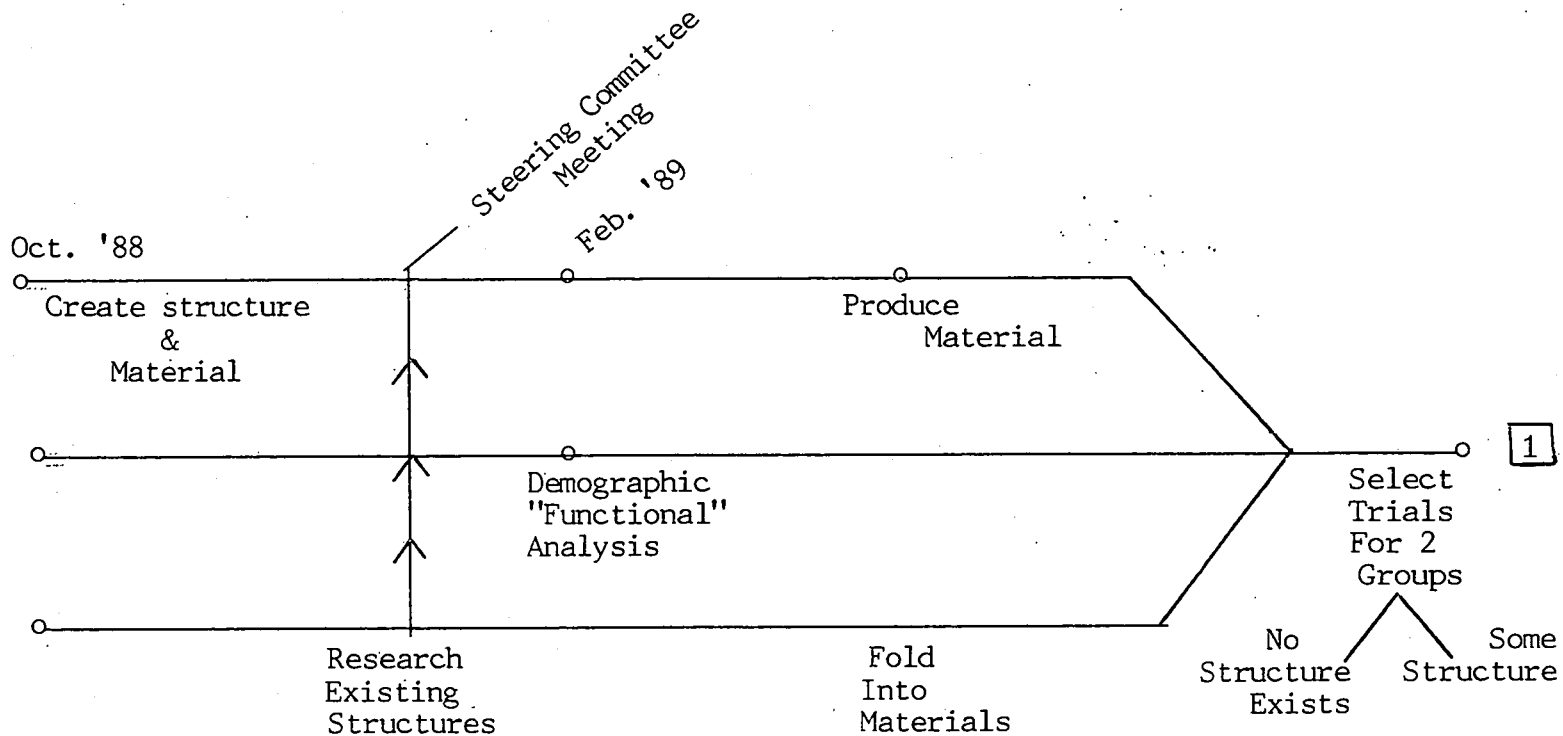 Steering Committee
Meeting
Feb. '89
Oct. '88
Create structure
&
Material
Produce
Material
1
Demographic
"Functional"
Analysis
Select
Trials
For 2
Groups
No
Structure
Exists
Some
Structure
Research
Existing
Structures
Fold
Into
Materials